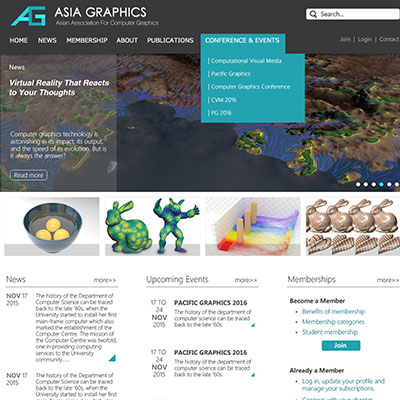 AG ASIA GRAPHICS
Asian Association For Computer Graphics
Search...
HOME NEWS MEMBERSHIP ABOUT PUBLICATIONS CONFERENCE & EVENTS
Join | Login | Contact
| Computational Visual Media
| Pacific Graphics
| Computer Graphics Conference
| CVM 2016
| PG 2016
News
Virtual Reality That Reacts
to Your Thoughts
Computer graphics technology is
astonishing in its impact, its output,
and the speed of its evolution. But is
it always the answer?
Read more
News more>>
NOV 17
2015
The history of the Department of
Computer Science can be traced
back to the late '60s, when the
University started to install her first
main-frame computer which also
marked the establishment of the
Computer Centre. The mission of
the Computer Centre was twofold,
one in providing computing
services to the University
community......
NOV 17
2015
The history of the Department of
Computer Science can be traced
back to the late '60s, when the
University started to install her first
Upcoming Events more>>
17 TO
24
NOV
2015
PACIFIC GRAPHICS 2016
The history of the department of
computer science can be traced
back to the late '60s.
17 TO
24
NOV
2015
PACIFIC GRAPHICS 2016
The history of the department of
computer science can be traced
back to the late '60s.
Memberships more>>
Become a Member
Benefits of membership
Membership categories
Student membership
Join
Already a Member
Log in, update your profile and
manage your subscriptions.